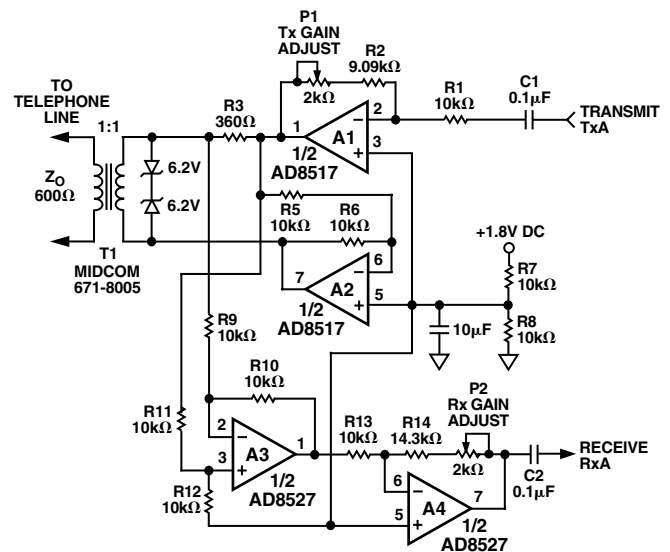 P1
Tx GAIN
ADJUST
2kΩ
R2
9.09kΩ
R1
10kΩ
C1
0.1μF
TRANSMIT
TxA
TO
TELEPHONE
LINE
1:1
R3
360Ω
1
A1
2
3
1/2
AD8517
6.2V
6.2V
ZO
600Ω
T1
MIDCOM
671-8005
R5
10kΩ
R6
10kΩ
7
A2
6
5
1/2
AD8517
+1.8V DC
R7
10kΩ
R8
10kΩ
10μF
R9
10kΩ
R10
10kΩ
R11
10kΩ
2
3
A3
1
1/2
AD8527
R12
10kΩ
R13
10kΩ
R14
14.3kΩ
P2
Rx GAIN
ADJUST
2kΩ
6
5
A4
7
1/2
AD8527
C2
0.1μF
RECEIVE
RxA